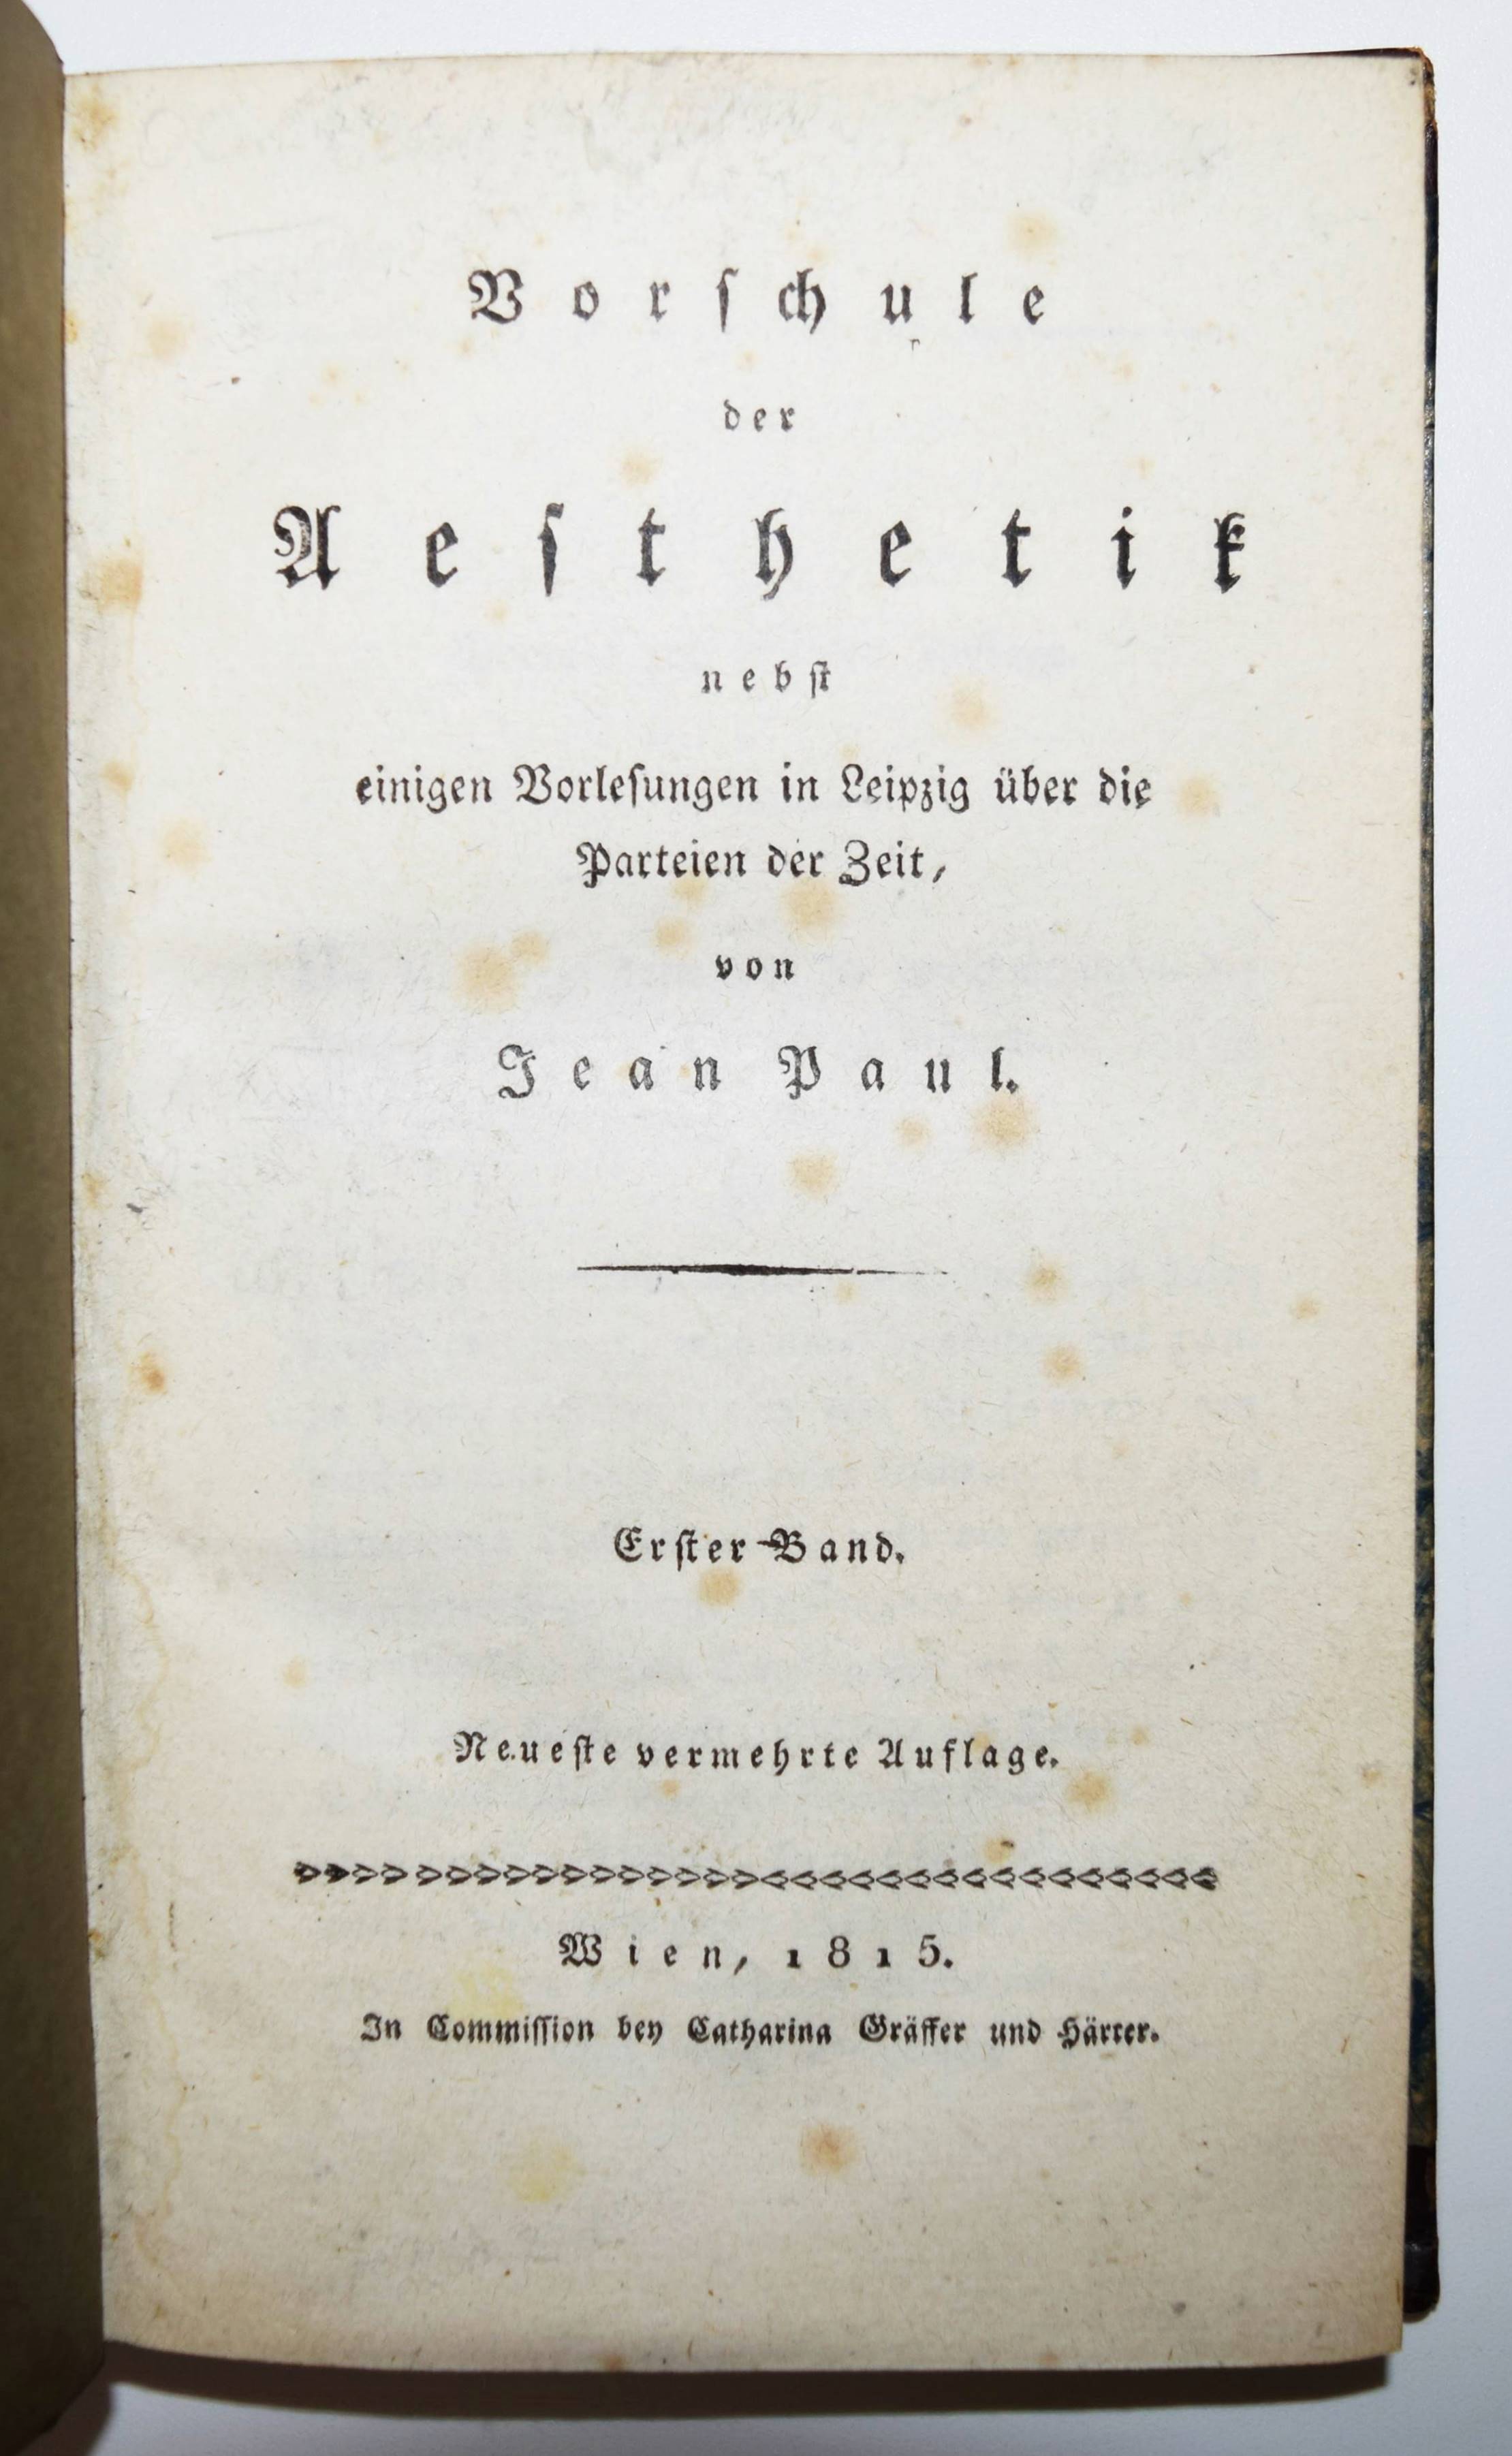 Vorſchule
der
Aeſthetik
nebſt
einigen Vorleſungen in Leipzig über die
Parteien der Zeit,
von
Jean Paul.
Erſter Band.
Neueſte vermehrte Auflage.
Wien, 1815.
In Commiſſion bey Catharina Gräffer und Härter.